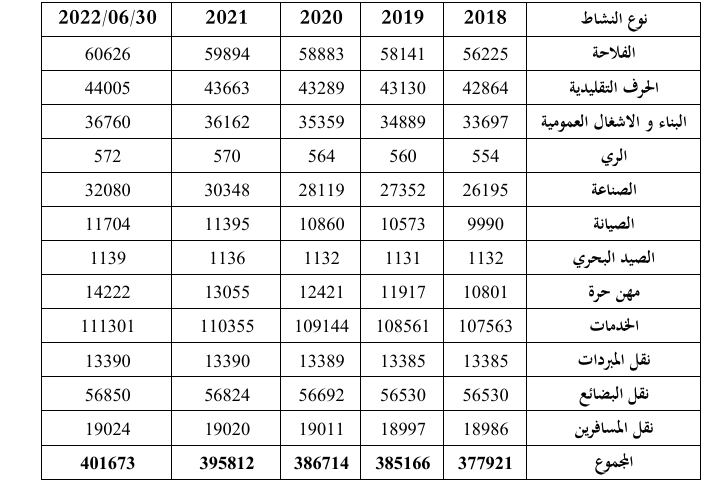 نوع النشاط 2018 2019 2020 2021 2022/06/30
الفلاحة 56225 58141 58883 59894 60626
الحرف التقليدية 42864 43130 43289 43663 44005
البناء و الاشغال العمومية 33697 34889 35359 36162 36760
الري 554 560 564 570 572
الصناعة 26195 27352 28119 30348 32080
الصيانة 9990 10573 10860 11395 11704
الصيد البحري 1132 1131 1132 1136 1139
مهن حرة 10801 11917 12421 13055 14222
الخدمات 107563 108561 109144 110355 111301
نقل المبردات 13385 13385 13389 13390 13390
نقل البضائع 56530 56530 56692 56824 56850
نقل المسافرين 18986 18997 19011 19020 19024
المجموع 377921 385166 386714 395812 401673